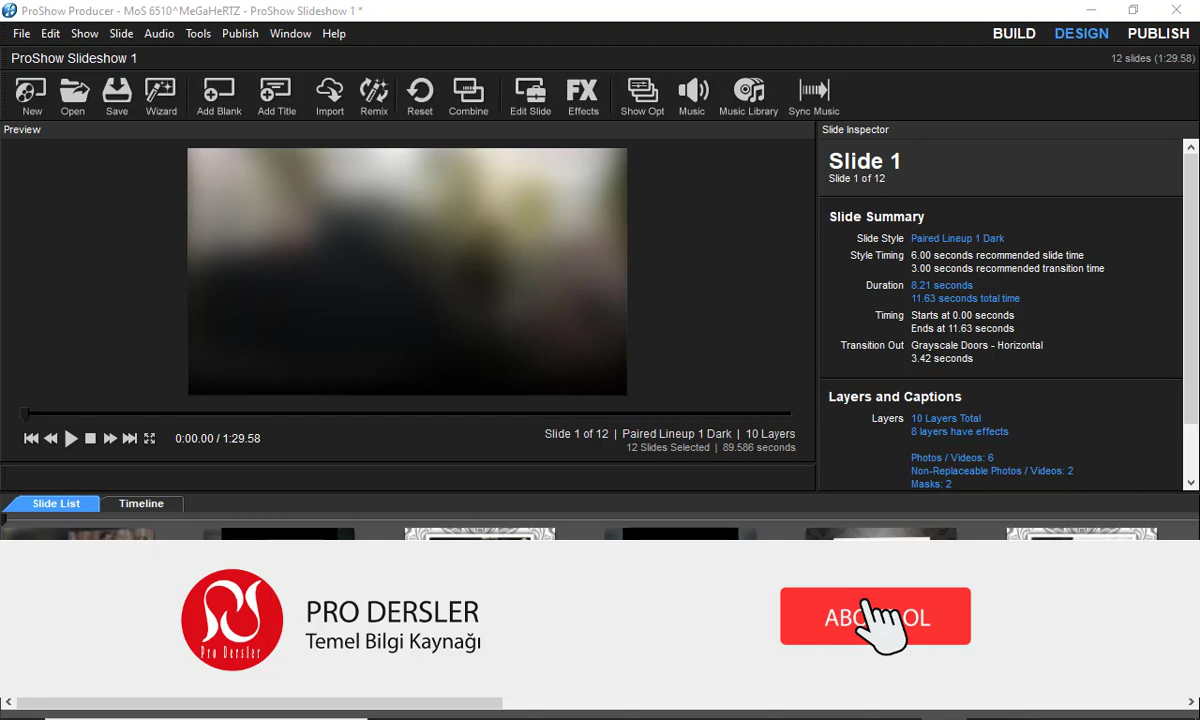 ProShow Producer - MoS 6510^MeGaHeRTZ - ProShow Slideshow 1 *
File Edit Show Slide Audio Tools Publish Window Help
BUILD DESIGN PUBLISH
ProShow Slideshow 1
12 slides (1:29.58)
New Open Save Wizard Add Blank Add Title Import Remix Reset Combine Edit Slide Effects Show Opt Music Music Library Sync Music
FX
Preview
Slide Inspector
Slide 1
Slide 1 of 12
Slide Summary
Slide Style Paired Lineup 1 Dark
Style Timing 6.00 seconds recommended slide time
3.00 seconds recommended transition time
Duration 8.21 seconds
11.63 seconds total time
Timing Starts at 0.00 seconds
Ends at 11.63 seconds
Transition Out Grayscale Doors - Horizontal
3.42 seconds
Layers and Captions
Layers 10 Layers Total
8 layers have effects
Photos / Videos: 6
Non-Replaceable Photos / Videos: 2
Masks: 2
0:00.00 / 1:29.58
Slide 1 of 12 | Paired Lineup 1 Dark | 10 Layers
12 Slides Selected | 89.586 seconds
Slide List Timeline
Pro Dersler
PRO DERSLER
Temel Bilgi Kaynağı